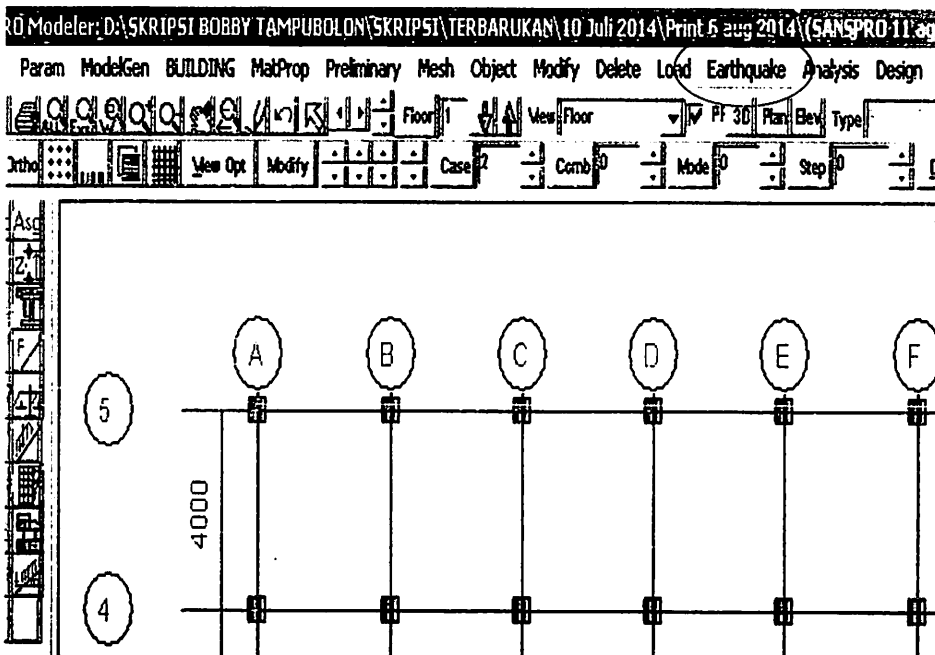 RO Modeler: D:\SKRIPSI BOBBY TAMPUBOLON\SKRIPSI\TERBARUKAN\10 Juli 2014\Print 6 aug 2014\(SANSPRO 11 ag
Param ModelGen BUILDING MatProp Preliminary Mesh Object Modify Delete Load Earthquake Analysis Design
Floor 1 View Floor PF 3D Plan Elev Type
Ortho View Opt Modify Case 2 Comb 0 Mode 0 Step 0
A B C D E F
5
4000
4